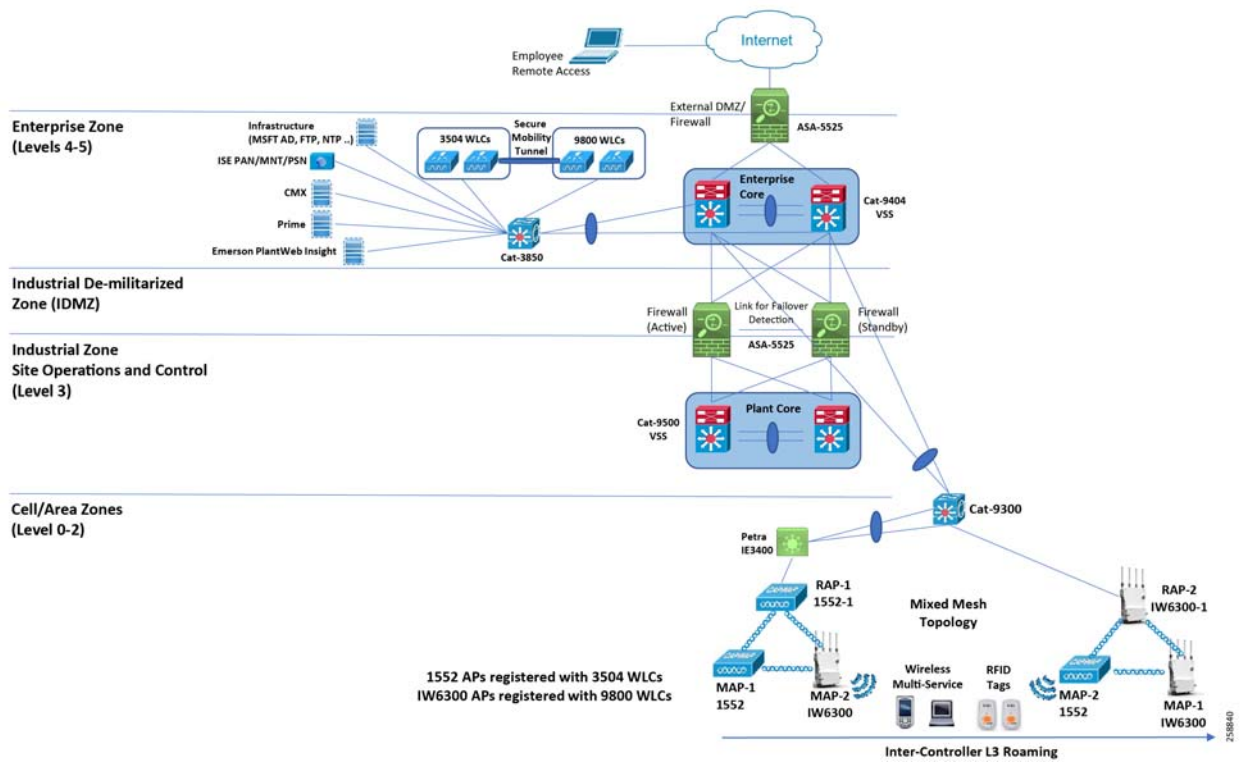 Internet
Employee
Remote Access
External DMZ/
Firewall
ASA-5525
Enterprise Zone
(Levels 4-5)
Infrastructure
(MSFT AD, FTP, NTP ..)
ISE PAN/MNT/PSN
CMX
Prime
Emerson PlantWeb Insight
3504 WLCs
Secure
Mobility
Tunnel
9800 WLCs
Cat-3850
Enterprise
Core
Cat-9404
VSS
Industrial De-militarized
Zone (IDMZ)
Firewall
(Active)
Link for Failover
Detection
Firewall
(Standby)
ASA-5525
Industrial Zone
Site Operations and Control
(Level 3)
Plant Core
Cat-9500
VSS
Cell/Area Zones
(Level 0-2)
Cat-9300
Petra
IE3400
RAP-1
1552-1
Mixed Mesh
Topology
RAP-2
IW6300-1
1552 APs registered with 3504 WLCs
IW6300 APs registered with 9800 WLCs
MAP-1
1552
MAP-2
IW6300
Wireless
Multi-Service
RFID
Tags
MAP-2
1552
MAP-1
IW6300
Inter-Controller L3 Roaming
258840